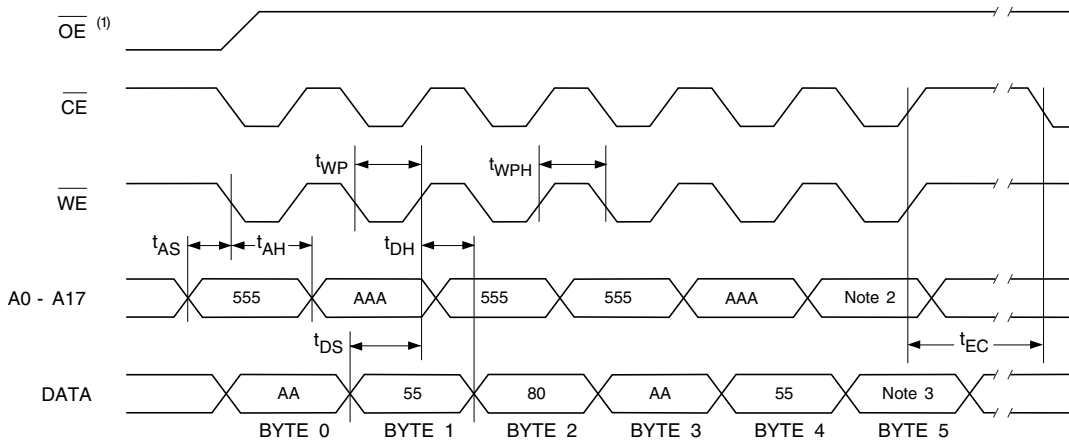 OE (1)
CE
tWP
tWPH
WE
tAS
tAH
tDH
A0 - A17
555
AAA
555
555
AAA
Note 2
tDS
tEC
DATA
AA
55
80
AA
55
Note 3
BYTE 0
BYTE 1
BYTE 2
BYTE 3
BYTE 4
BYTE 5